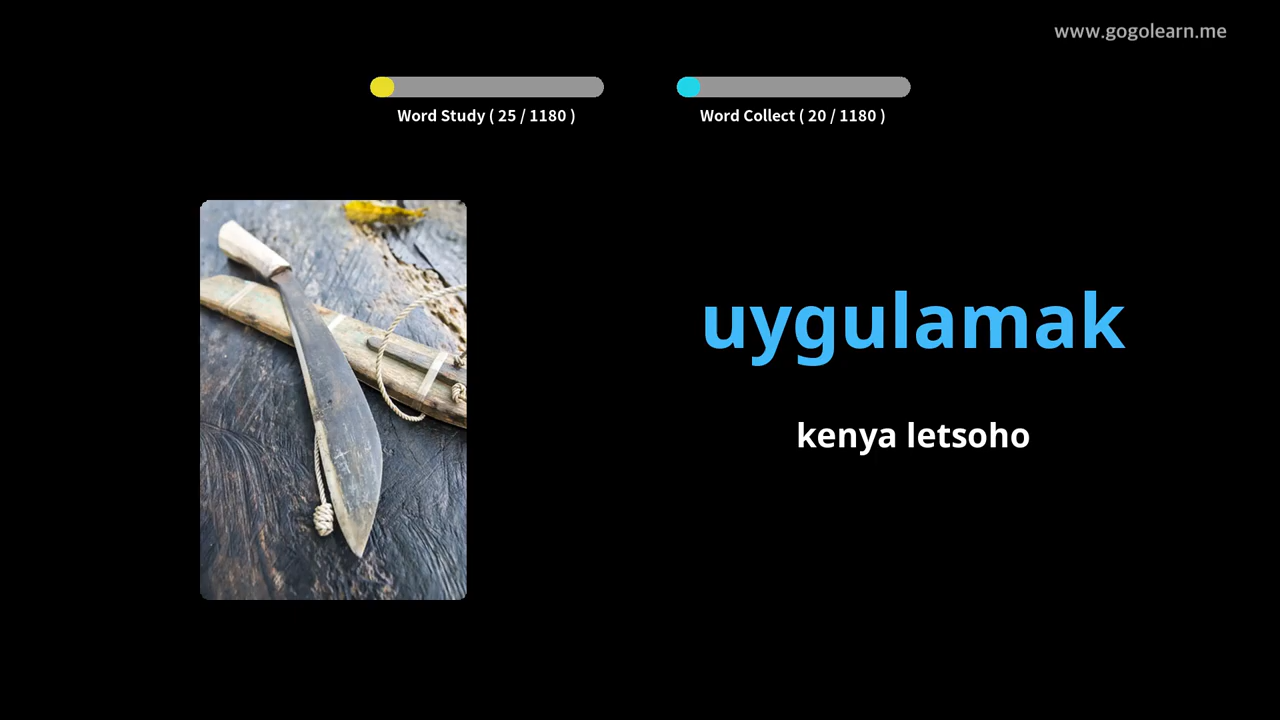 www.gogolearn.me
Word Study ( 25 / 1180 )
Word Collect ( 20 / 1180 )
uygulamak
kenya letsoho